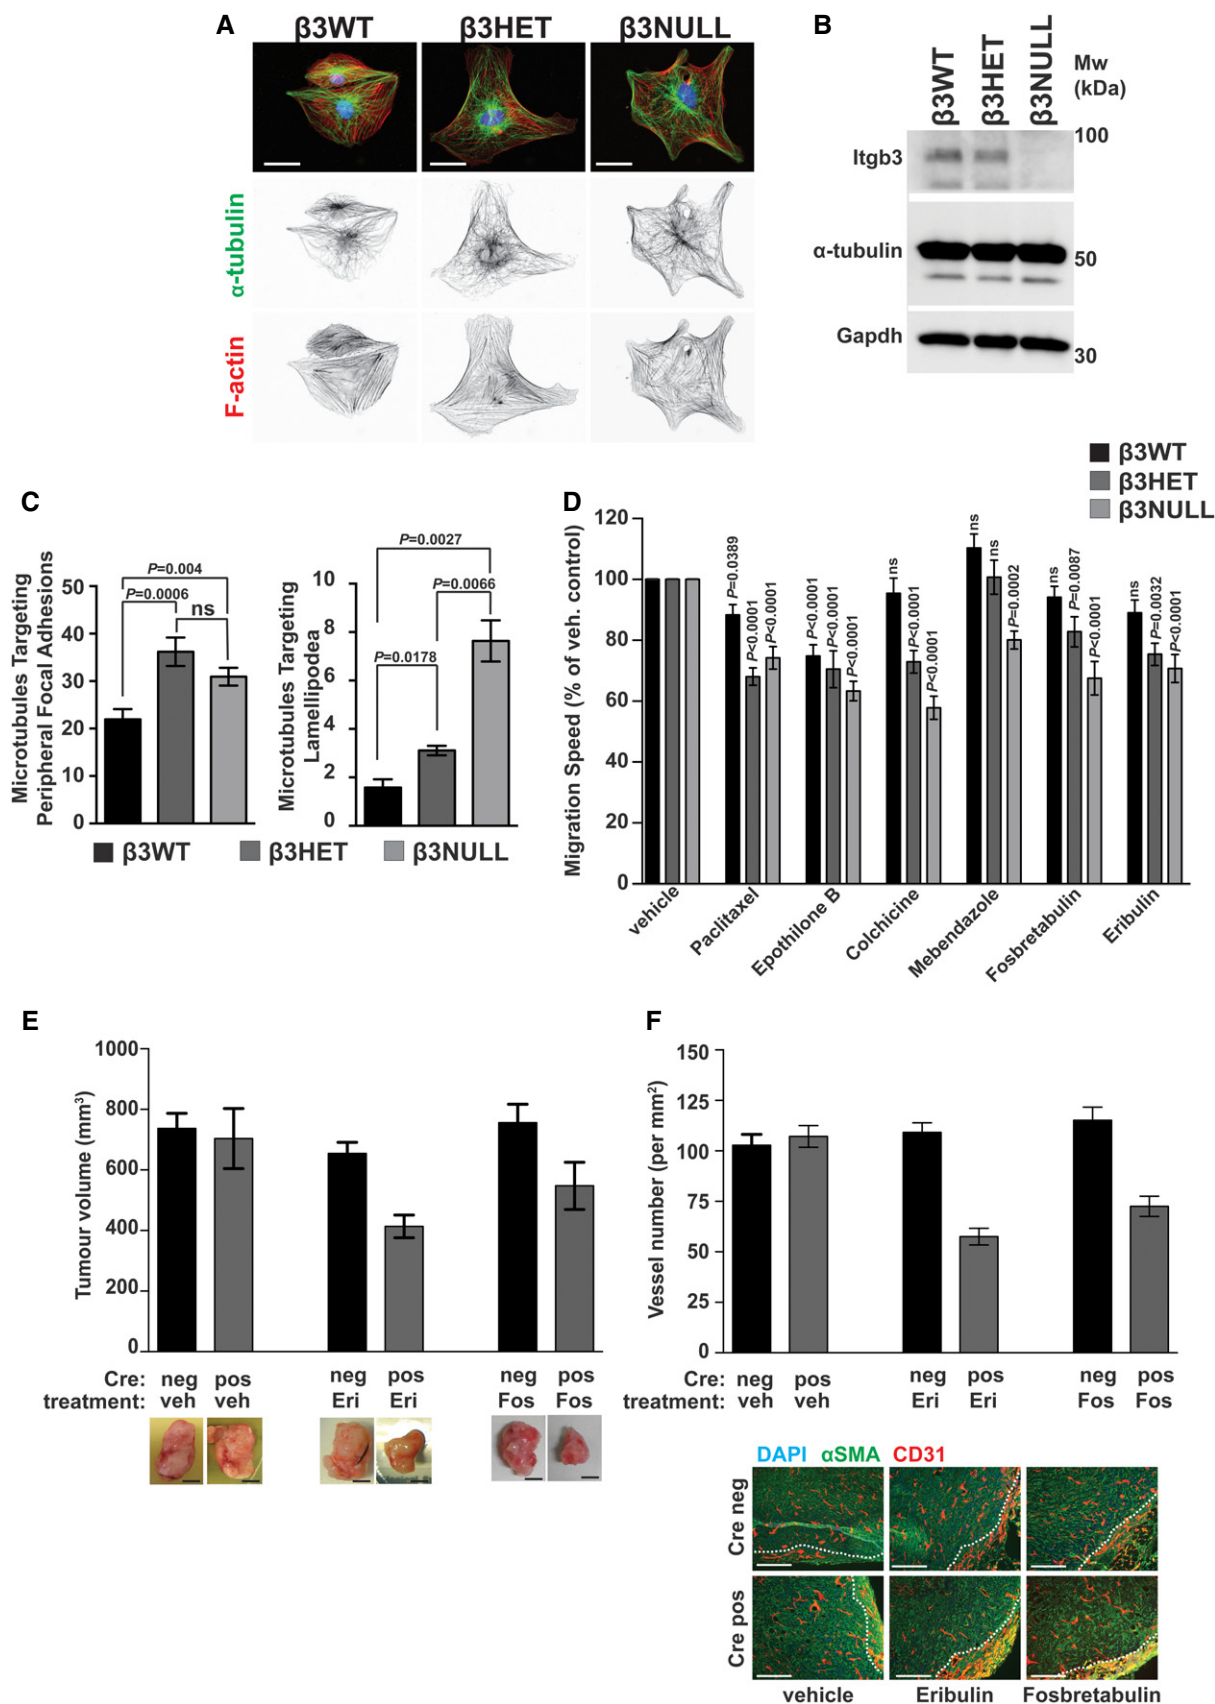 A
β3WT
β3HET
β3NULL
α-tubulin
F-actin
B
β3WT
β3HET
β3NULL
Mw
(kDa)
Itgb3
100
α-tubulin
50
Gapdh
30
C
Microtubules Targeting
Peripheral Focal Adhesions
50
40
30
20
10
0
P=0.004
P=0.0006
ns
Microtubules Targeting
Lamellipodea
10
8
6
4
2
0
P=0.0027
P=0.0066
P=0.0178
β3WT
β3HET
β3NULL
D
β3WT
β3HET
β3NULL
Migration Speed (% of veh. control)
120
100
80
60
40
20
0
P=0.0389
P<0.0001
P<0.0001
P<0.0001
P<0.0001
P<0.0001
ns
P<0.0001
P<0.0001
ns
ns
P=0.0002
ns
P=0.0087
P<0.0001
ns
P=0.0032
P<0.0001
vehicle
Paclitaxel
Epothilone B
Colchicine
Mebendazole
Fosbretabulin
Eribulin
E
Tumour volume (mm³)
1000
800
600
400
200
0
Cre: neg pos neg pos neg pos
treatment: veh veh Eri Eri Fos Fos
F
Vessel number (per mm²)
150
125
100
75
50
25
0
Cre: neg pos neg pos neg pos
treatment: veh veh Eri Eri Fos Fos
DAPI αSMA CD31
Cre neg
Cre pos
vehicle
Eribulin
Fosbretabulin